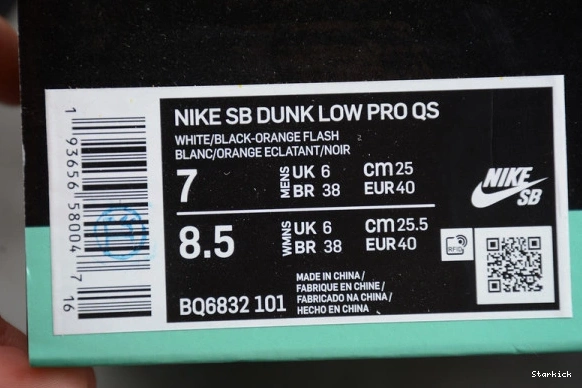 NIKE SB DUNK LOW PRO QS
WHITE/BLACK-ORANGE FLASH
BLANC/ORANGE ECLATANT/NOIR
7 MENS UK 6 cm 25
BR 38 EUR 40
8.5 WMNS UK 6 cm 25.5
BR 38 EUR 40
NIKE SB
RFID
BQ6832 101
MADE IN CHINA/
FABRIQUE EN CHINE/
FABRICADO NA CHINA/
HECHO EN CHINA
1 93656 58004 7 16
Starkick